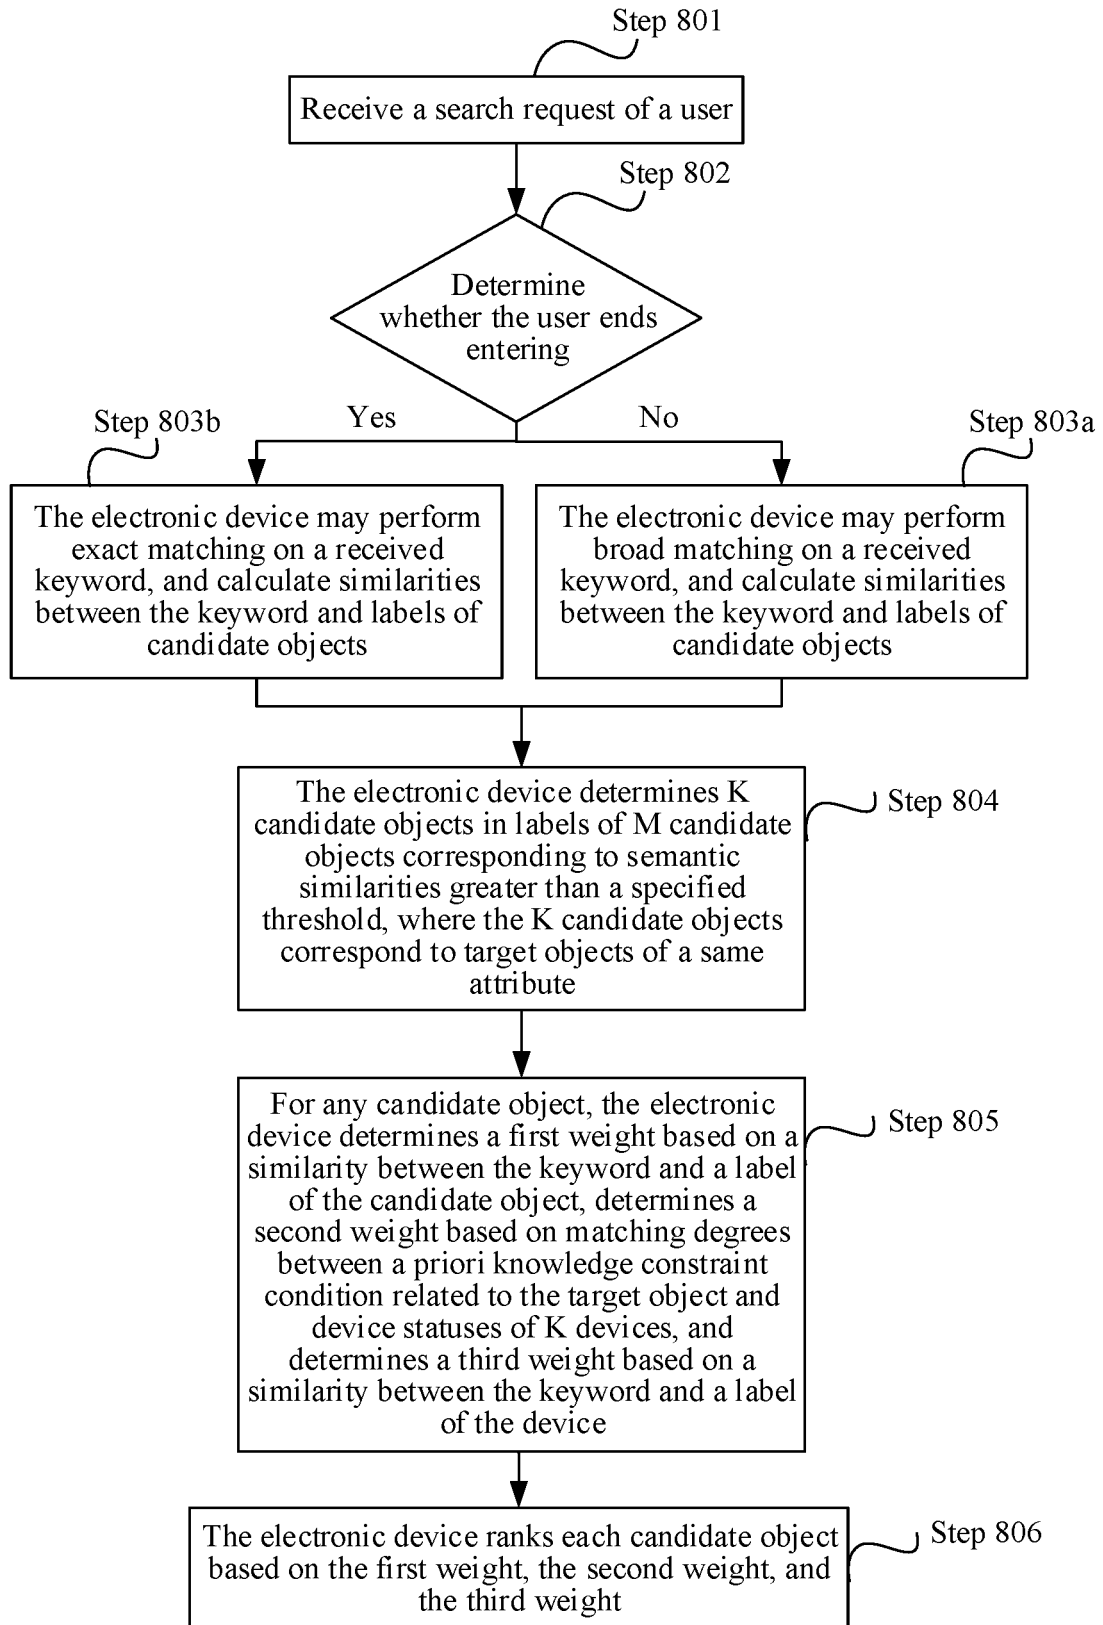 Step 801
Receive a search request of a user
Step 802
Determine
whether the user ends
entering
Yes
No
Step 803b
Step 803a
The electronic device may perform
exact matching on a received
keyword, and calculate similarities
between the keyword and labels of
candidate objects
The electronic device may perform
broad matching on a received
keyword, and calculate similarities
between the keyword and labels of
candidate objects
The electronic device determines K
candidate objects in labels of M candidate
objects corresponding to semantic
similarities greater than a specified
threshold, where the K candidate objects
correspond to target objects of a same
attribute
Step 804
For any candidate object, the electronic
device determines a first weight based on a
similarity between the keyword and a label
of the candidate object, determines a
second weight based on matching degrees
between a priori knowledge constraint
condition related to the target object and
device statuses of K devices, and
determines a third weight based on a
similarity between the keyword and a label
of the device
Step 805
The electronic device ranks each candidate object
based on the first weight, the second weight, and
the third weight
Step 806